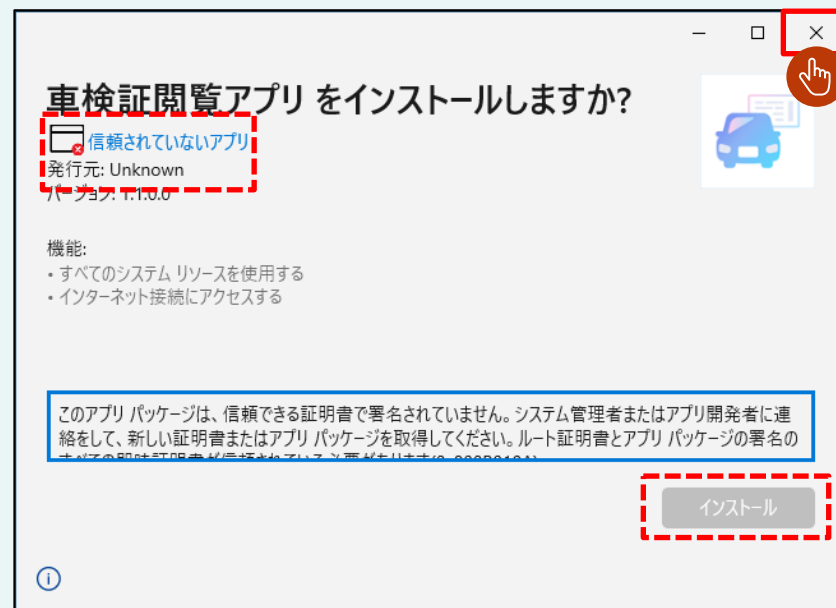 車検証閲覧アプリ をインストールしますか?
信頼されていないアプリ
発行元: Unknown
バージョン: 1.1.0.0
機能:
・すべてのシステム リソースを使用する
・インターネット接続にアクセスする
このアプリ パッケージは、信頼できる証明書で署名されていません。システム管理者またはアプリ開発者に連
絡をして、新しい証明書またはアプリ パッケージを取得してください。ルート証明書とアプリ パッケージの署名の
インストール